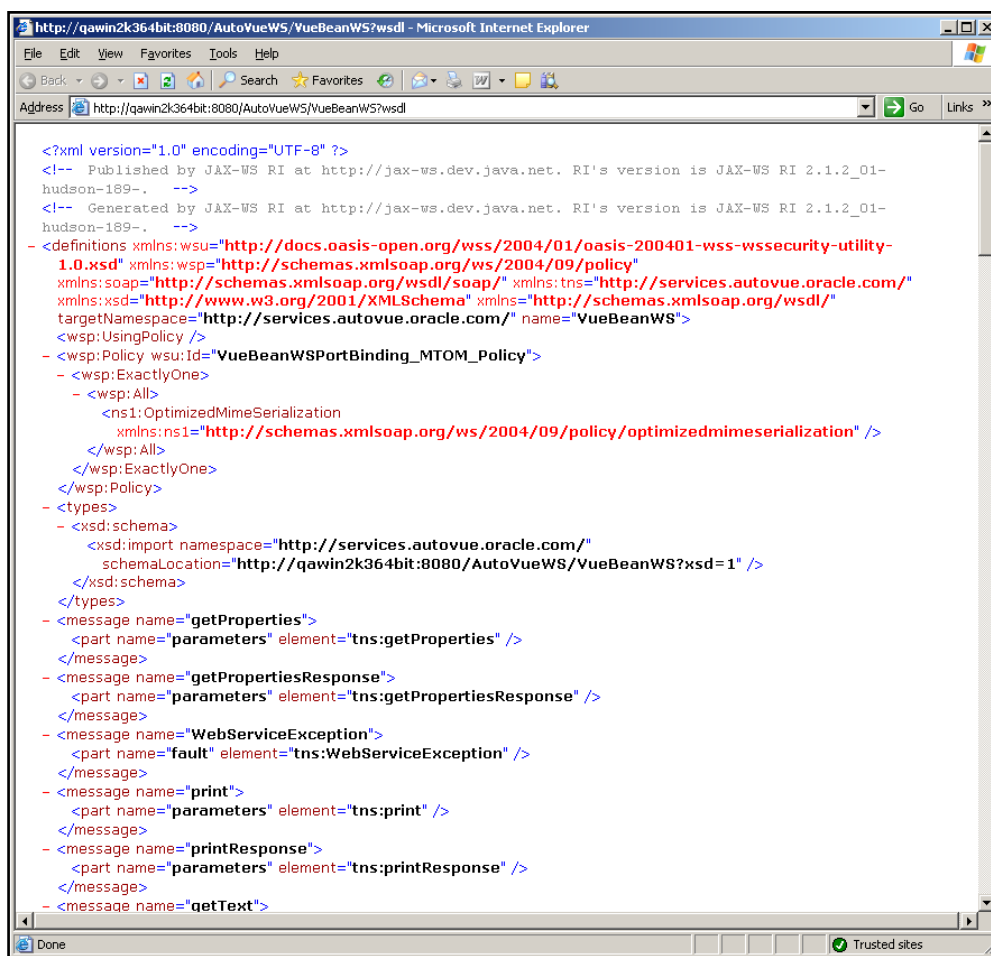 http://qawin2k364bit:8080/AutoVueWS/VueBeanWS?wsdl - Microsoft Internet Explorer
File Edit View Favorites Tools Help
Back Search Favorites
Address http://qawin2k364bit:8080/AutoVueWS/VueBeanWS?wsdl Go Links »
<?xml version="1.0" encoding="UTF-8" ?>
<!-- Published by JAX-WS RI at http://jax-ws.dev.java.net. RI's version is JAX-WS RI 2.1.2_01-
hudson-189-. -->
<!-- Generated by JAX-WS RI at http://jax-ws.dev.java.net. RI's version is JAX-WS RI 2.1.2_01-
hudson-189-. -->
- <definitions xmlns:wsu="http://docs.oasis-open.org/wss/2004/01/oasis-200401-wss-wssecurity-utility-
1.0.xsd" xmlns:wsp="http://schemas.xmlsoap.org/ws/2004/09/policy"
xmlns:soap="http://schemas.xmlsoap.org/wsdl/soap/" xmlns:tns="http://services.autovue.oracle.com/"
xmlns:xsd="http://www.w3.org/2001/XMLSchema" xmlns="http://schemas.xmlsoap.org/wsdl/"
targetNamespace="http://services.autovue.oracle.com/" name="VueBeanWS">
<wsp:UsingPolicy />
- <wsp:Policy wsu:Id="VueBeanWSPortBinding_MTOM_Policy">
- <wsp:ExactlyOne>
- <wsp:All>
<ns1:OptimizedMimeSerialization
xmlns:ns1="http://schemas.xmlsoap.org/ws/2004/09/policy/optimizedmimeserialization" />
</wsp:All>
</wsp:ExactlyOne>
</wsp:Policy>
- <types>
- <xsd:schema>
<xsd:import namespace="http://services.autovue.oracle.com/"
schemaLocation="http://qawin2k364bit:8080/AutoVueWS/VueBeanWS?xsd=1" />
</xsd:schema>
</types>
- <message name="getProperties">
<part name="parameters" element="tns:getProperties" />
</message>
- <message name="getPropertiesResponse">
<part name="parameters" element="tns:getPropertiesResponse" />
</message>
- <message name="WebServiceException">
<part name="fault" element="tns:WebServiceException" />
</message>
- <message name="print">
<part name="parameters" element="tns:print" />
</message>
- <message name="printResponse">
<part name="parameters" element="tns:printResponse" />
</message>
- <message name="getText">
Done Trusted sites